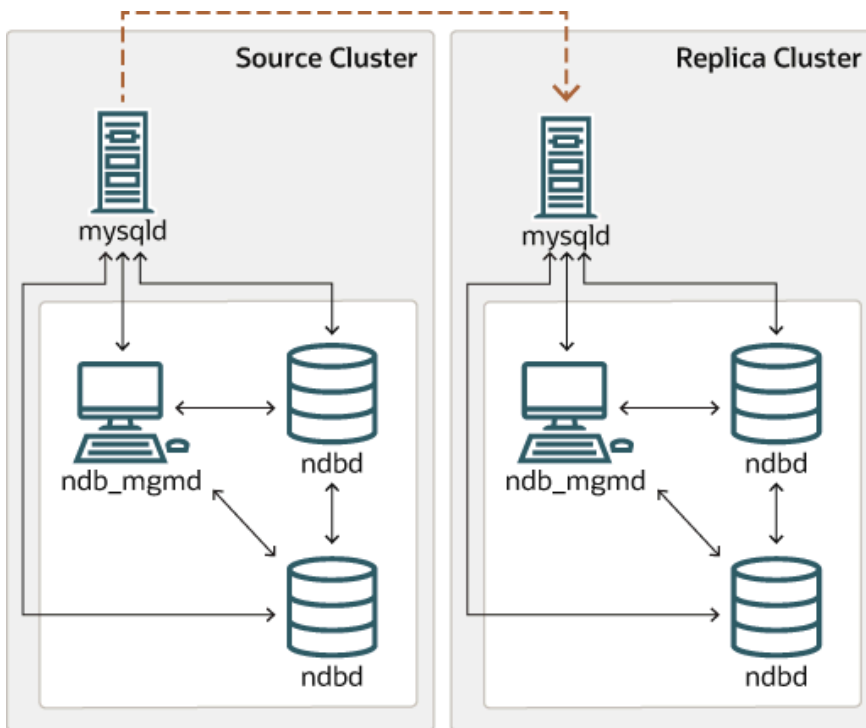 Source Cluster
mysqld
ndb_mgmd
ndbd
ndbd
Replica Cluster
mysqld
ndb_mgmd
ndbd
ndbd